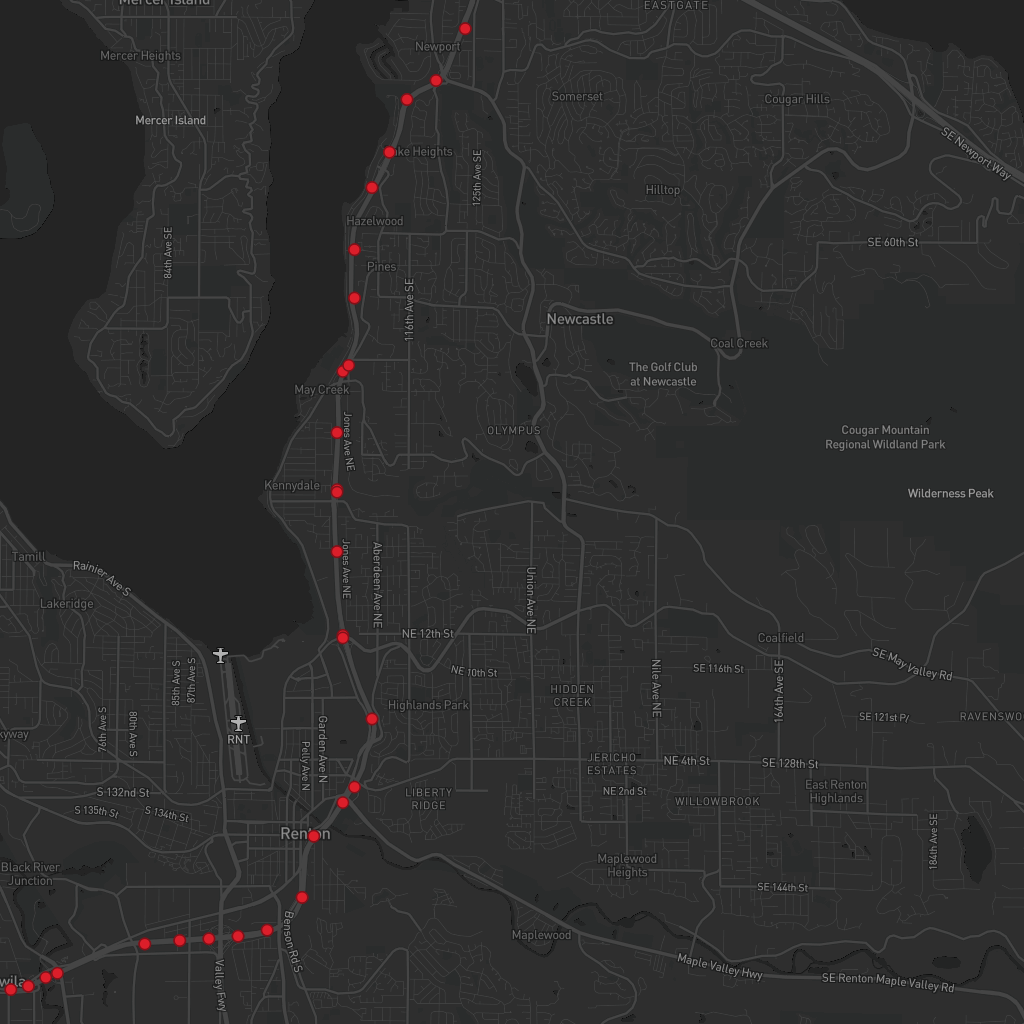 Mercer Island
EASTGATE
Newport
Mercer Heights
Somerset
Cougar Hills
Mercer Island
SE Newport Way
ke Heights
125th Ave SE
Hilltop
Hazelwood
84th Ave SE
SE 60th St
Pines
116th Ave SE
Newcastle
Coal Creek
The Golf Club
at Newcastle
May Creek
Jones Ave NE
OLYMPUS
Cougar Mountain
Regional Wildland Park
Kennydale
Wilderness Peak
Tamill
Rainier Ave S
Jones Ave NE
Aberdeen Ave NE
Union Ave NE
Lakeridge
NE 12th St
Coalfield
SE May Valley Rd
85th Ave S
87th Ave S
NE 10th St
SE 116th St
Nile Ave NE
164th Ave SE
HIDDEN
CREEK
76th Ave S
80th Ave S
Highlands Park
SE 121st Pl
RAVENSWO
kyway
RNT
Garden Ave N
Pelly Ave N
JERICHO
ESTATES
NE 4th St
SE 128th St
S 132nd St
S 135th St
S 134th St
LIBERTY
RIDGE
NE 2nd St
WILLOWBROOK
East Renton
Highlands
Renton
184th Ave SE
Black River
Junction
Maplewood
Heights
SE 144th St
Benson Rd S
Maplewood
Valley Fwy
Maple Valley Hwy
SE Renton Maple Valley Rd
wila